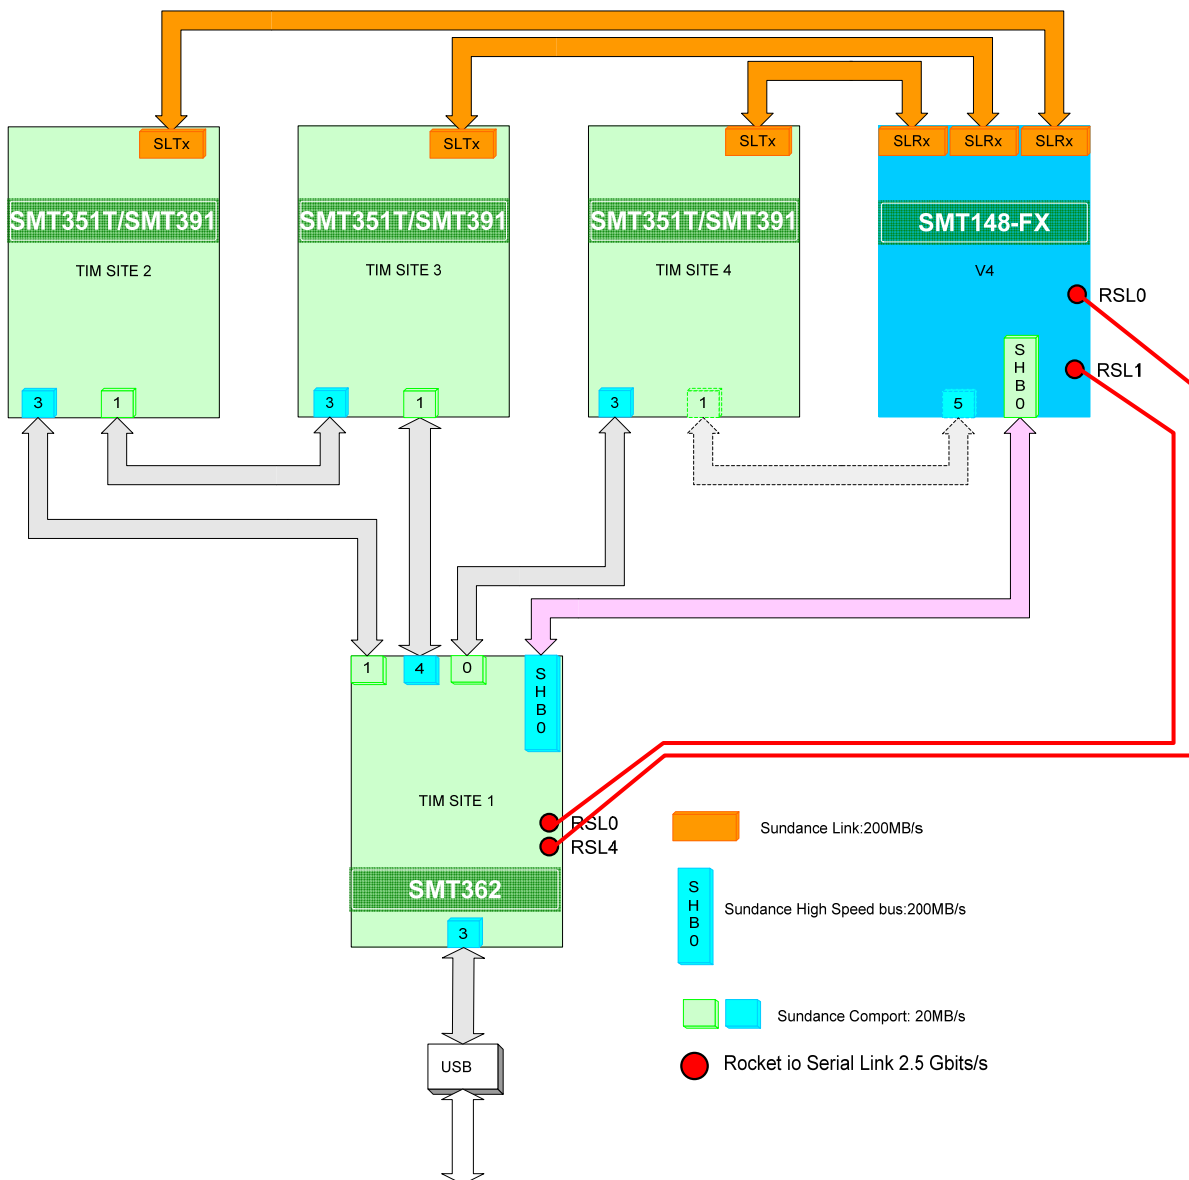 SLTx
SLTx
SLTx
SLRx
SLRx
SLRx
SMT351T/SMT391
SMT351T/SMT391
SMT351T/SMT391
SMT148-FX
TIM SITE 2
TIM SITE 3
TIM SITE 4
V4
RSL0
RSL1
S
H
B
0
3
1
3
1
3
1
5
1
4
0
S
H
B
0
TIM SITE 1
RSL0
RSL4
SMT362
3
USB
Sundance Link:200MB/s
S
H
B
0
Sundance High Speed bus:200MB/s
Sundance Comport: 20MB/s
Rocket io Serial Link 2.5 Gbits/s